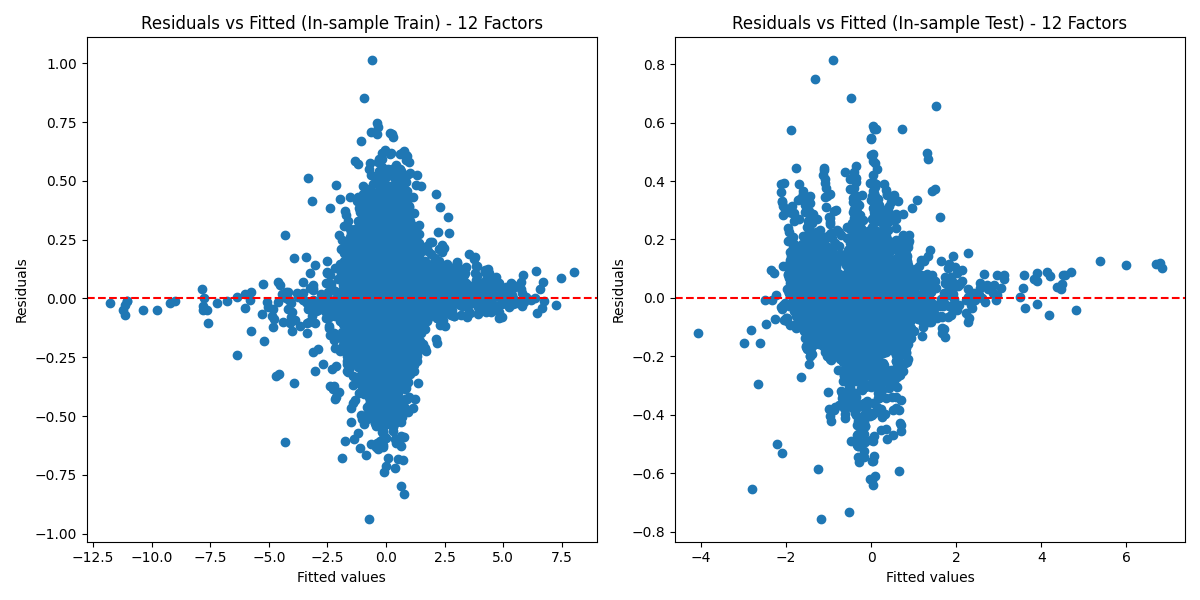 Residuals vs Fitted (In-sample Train) - 12 Factors
1.00
0.75
0.50
0.25
0.00
−0.25
−0.50
−0.75
−1.00
Residuals
−12.5 −10.0 −7.5 −5.0 −2.5 0.0 2.5 5.0 7.5
Fitted values
Residuals vs Fitted (In-sample Test) - 12 Factors
0.8
0.6
0.4
0.2
0.0
−0.2
−0.4
−0.6
−0.8
Residuals
−4 −2 0 2 4 6
Fitted values